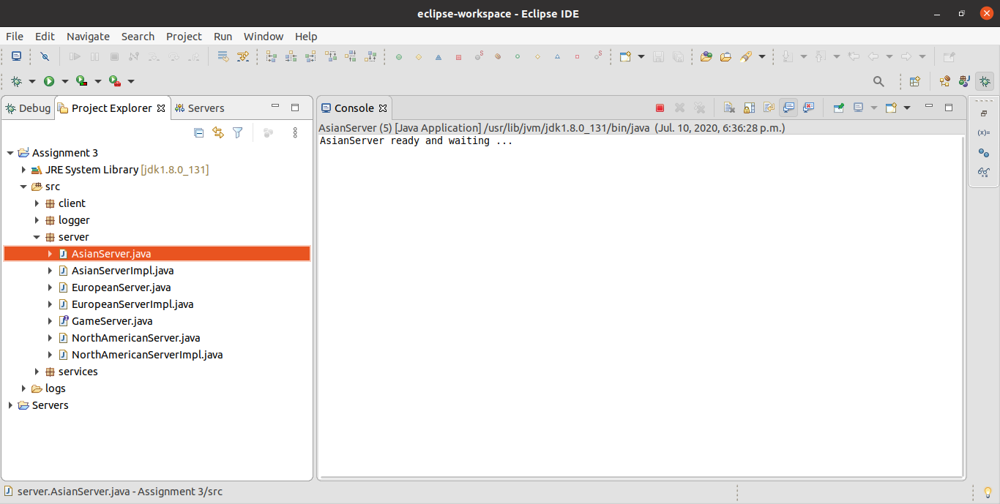 eclipse-workspace - Eclipse IDE
File Edit Navigate Search Project Run Window Help
Debug Project Explorer Servers
Console
AsianServer (5) [Java Application] /usr/lib/jvm/jdk1.8.0_131/bin/java (Jul. 10, 2020, 6:36:28 p.m.)
AsianServer ready and waiting ...
Assignment 3
JRE System Library [jdk1.8.0_131]
src
client
logger
server
AsianServer.java
AsianServerImpl.java
EuropeanServer.java
EuropeanServerImpl.java
GameServer.java
NorthAmericanServer.java
NorthAmericanServerImpl.java
services
logs
Servers
(x)=
server.AsianServer.java - Assignment 3/src